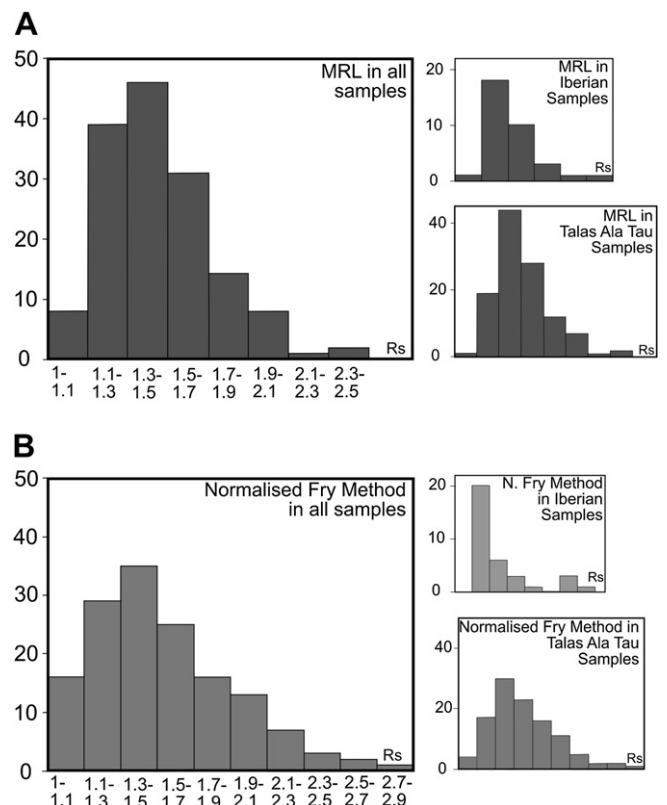 A
50
40
30
20
10
0
MRL in all
samples
Rs
1-
1.1
1.1-
1.3
1.3-
1.5
1.5-
1.7
1.7-
1.9
1.9-
2.1
2.1-
2.3
2.3-
2.5
20
10
0
MRL in
Iberian
Samples
Rs
40
20
0
MRL in
Talas Ala Tau
Samples
Rs
B
50
40
30
20
10
0
Normalised Fry Method
in all samples
Rs
1-
1.1
1.1-
1.3
1.3-
1.5
1.5-
1.7
1.7-
1.9
1.9-
2.1
2.1-
2.3
2.3-
2.5
2.5-
2.7
2.7-
2.9
20
10
0
N. Fry Method
in Iberian
Samples
Rs
40
20
0
Normalised Fry Method in
Talas Ala Tau
Samples
Rs